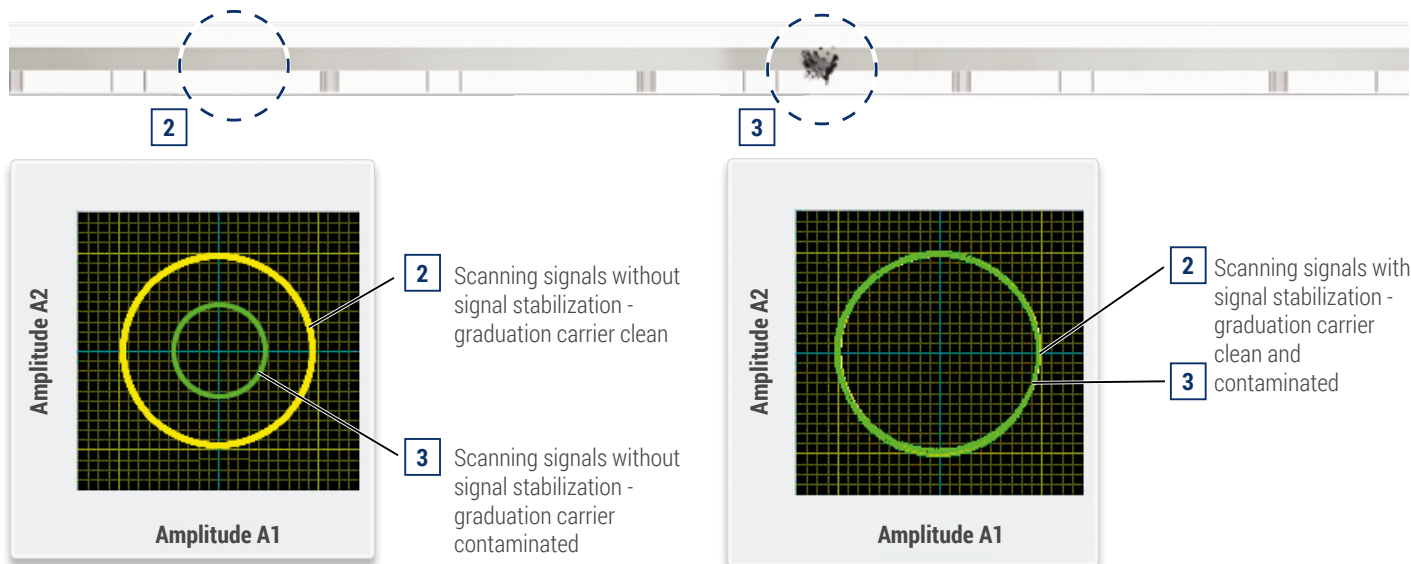 2
3
Amplitude A2
2
Scanning signals without
signal stabilization -
graduation carrier clean
3
Scanning signals without
signal stabilization -
graduation carrier
contaminated
Amplitude A1
Amplitude A2
2
Scanning signals with
signal stabilization -
graduation carrier
clean and
3
contaminated
Amplitude A1